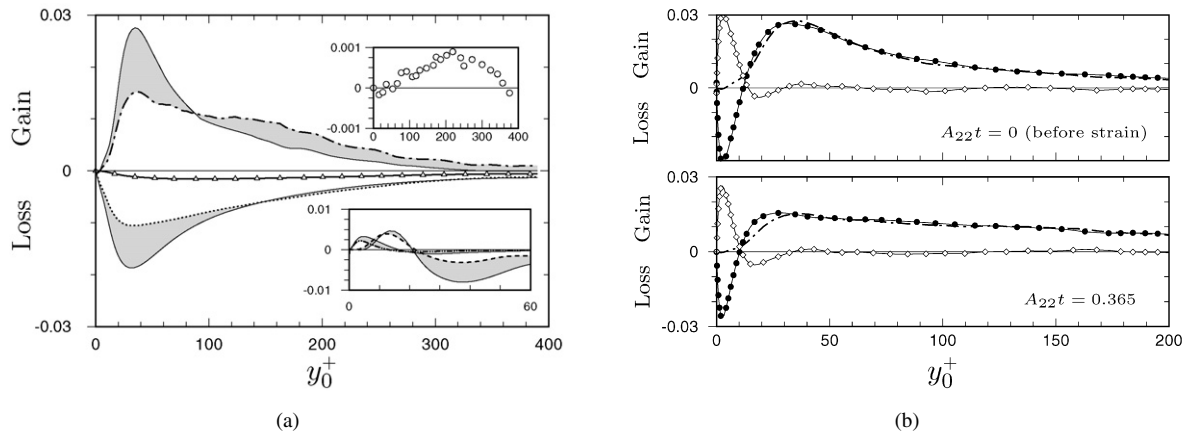 0.03
Gain
0
Loss
-0.03
0 100 200 300 400
y₀⁺
0.001
0
-0.001
0 100 200 300 400
0.01
0
-0.01
0 60
(a)
0.03
Gain
0
Loss
A₂₂t = 0 (before strain)
0.03
Gain
0
Loss
A₂₂t = 0.365
-0.03
0 50 100 150 200
y₀⁺
(b)